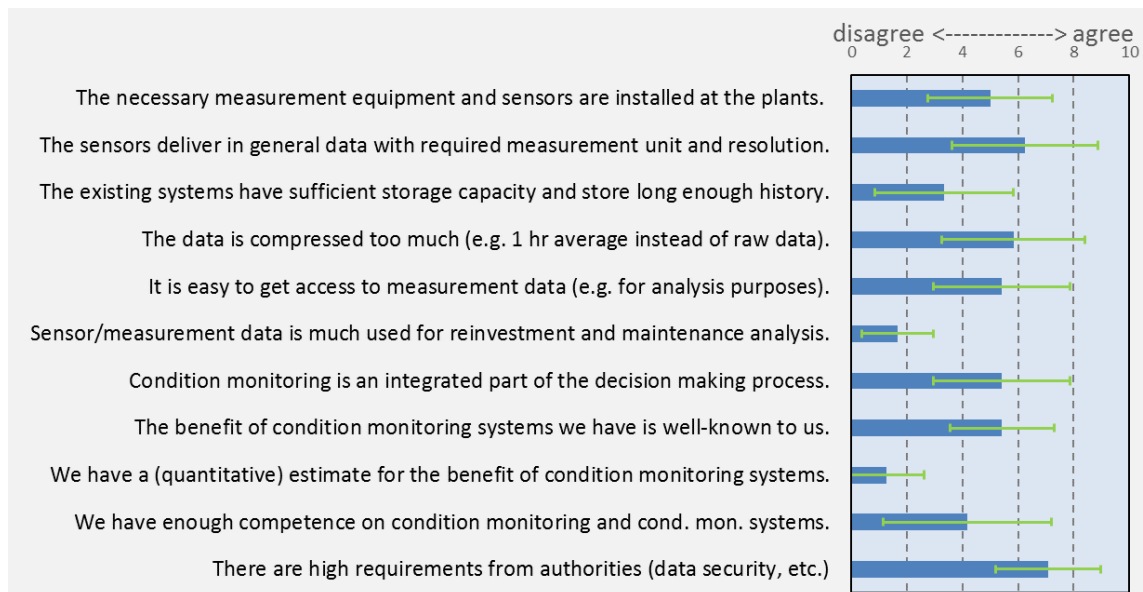 disagree <-------------> agree
0 2 4 6 8 10
The necessary measurement equipment and sensors are installed at the plants.
The sensors deliver in general data with required measurement unit and resolution.
The existing systems have sufficient storage capacity and store long enough history.
The data is compressed too much (e.g. 1 hr average instead of raw data).
It is easy to get access to measurement data (e.g. for analysis purposes).
Sensor/measurement data is much used for reinvestment and maintenance analysis.
Condition monitoring is an integrated part of the decision making process.
The benefit of condition monitoring systems we have is well-known to us.
We have a (quantitative) estimate for the benefit of condition monitoring systems.
We have enough competence on condition monitoring and cond. mon. systems.
There are high requirements from authorities (data security, etc.)